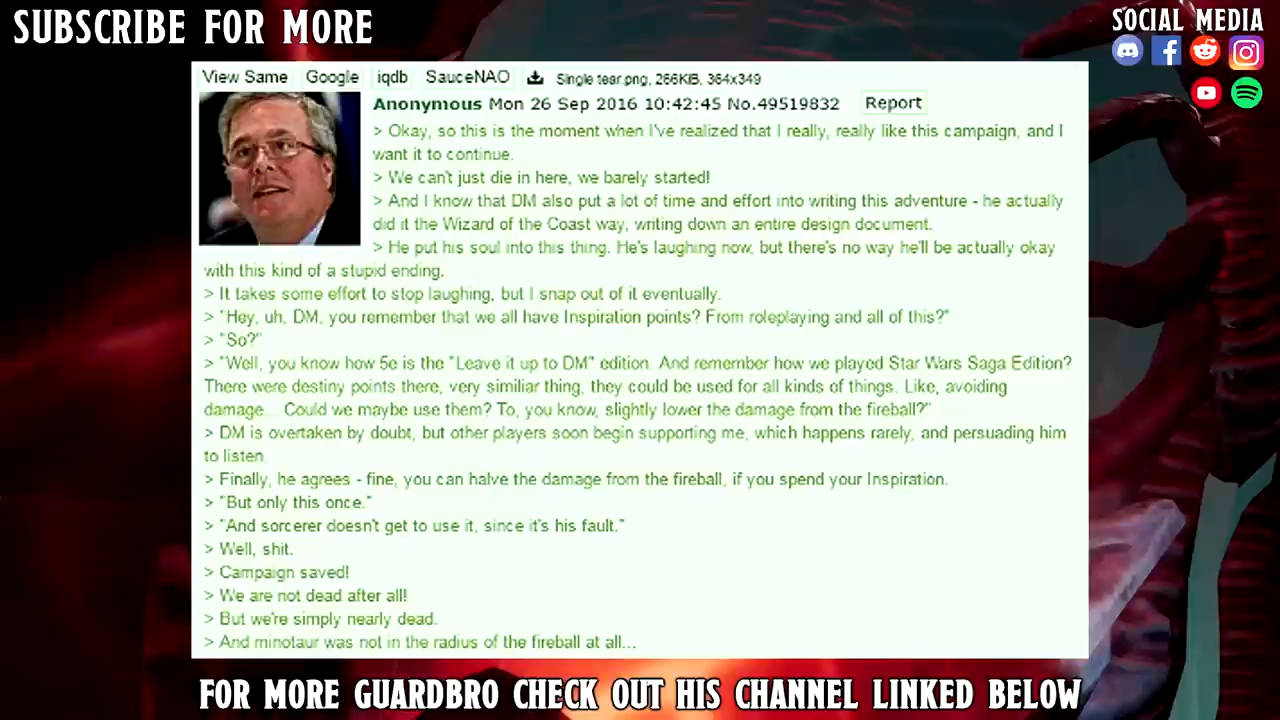 SUBSCRIBE FOR MORE
SOCIAL MEDIA
View Same Google iqdb SauceNAO Single tear.png, 266KiB, 364x349
Anonymous Mon 26 Sep 2016 10:42:45 No.49519832 Report
> Okay, so this is the moment when I've realized that I really, really like this campaign, and I
want it to continue.
> We can't just die in here, we barely started!
> And I know that DM also put a lot of time and effort into writing this adventure - he actually
did it the Wizard of the Coast way, writing down an entire design document.
> He put his soul into this thing. He's laughing now, but there's no way he'll be actually okay
with this kind of a stupid ending.
> It takes some effort to stop laughing, but I snap out of it eventually.
> "Hey, uh, DM, you remember that we all have Inspiration points? From roleplaying and all of this?"
> "So?"
> "Well, you know how 5e is the "Leave it up to DM" edition. And remember how we played Star Wars Saga Edition?
There were destiny points there, very similiar thing, they could be used for all kinds of things. Like, avoiding
damage... Could we maybe use them? To, you know, slightly lower the damage from the fireball?"
> DM is overtaken by doubt, but other players soon begin supporting me, which happens rarely, and persuading him
to listen.
> Finally, he agrees - fine, you can halve the damage from the fireball, if you spend your Inspiration.
> "But only this once."
> "And sorcerer doesn't get to use it, since it's his fault."
> Well, shit.
> Campaign saved!
> We are not dead after all!
> But we're simply nearly dead.
> And minotaur was not in the radius of the fireball at all...
FOR MORE GUARDBRO CHECK OUT HIS CHANNEL LINKED BELOW